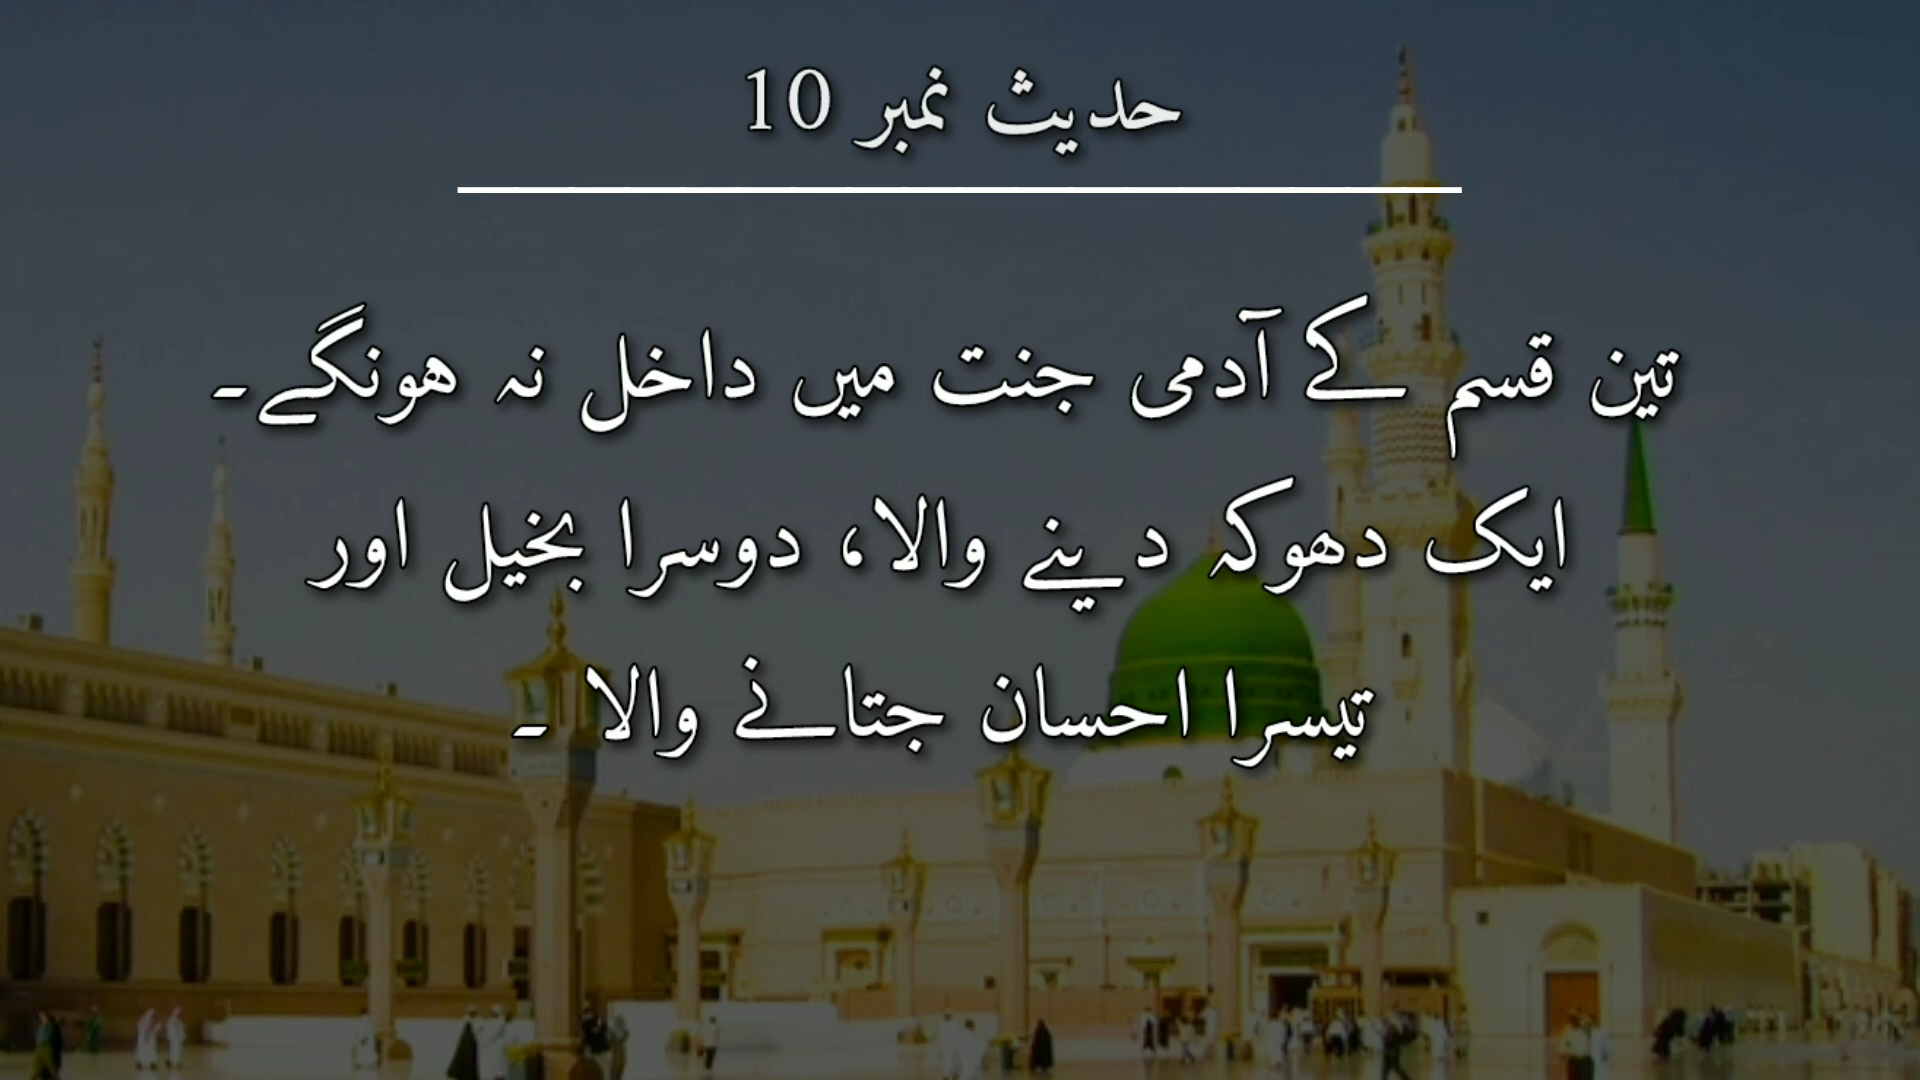 حدیث نمبر 10
تین قسم کے آدمی جنت میں داخل نہ ہونگے۔
ایک دھوکہ دینے والا، دوسرا بخیل اور
تیسرا احسان جتانے والا ۔